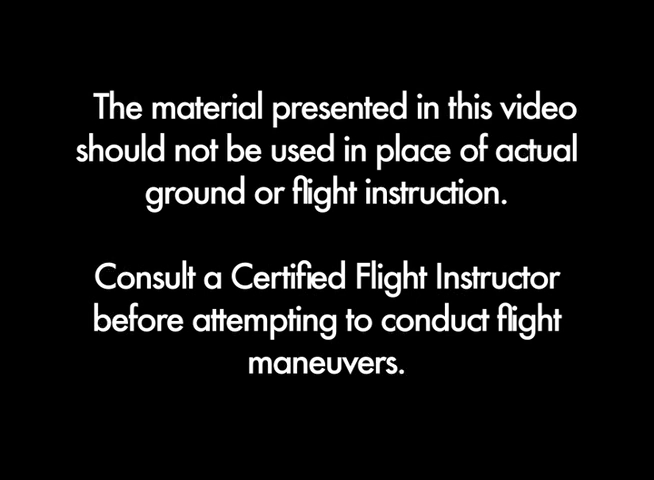 The material presented in this video
should not be used in place of actual
ground or flight instruction.
Consult a Certified Flight Instructor
before attempting to conduct flight
maneuvers.